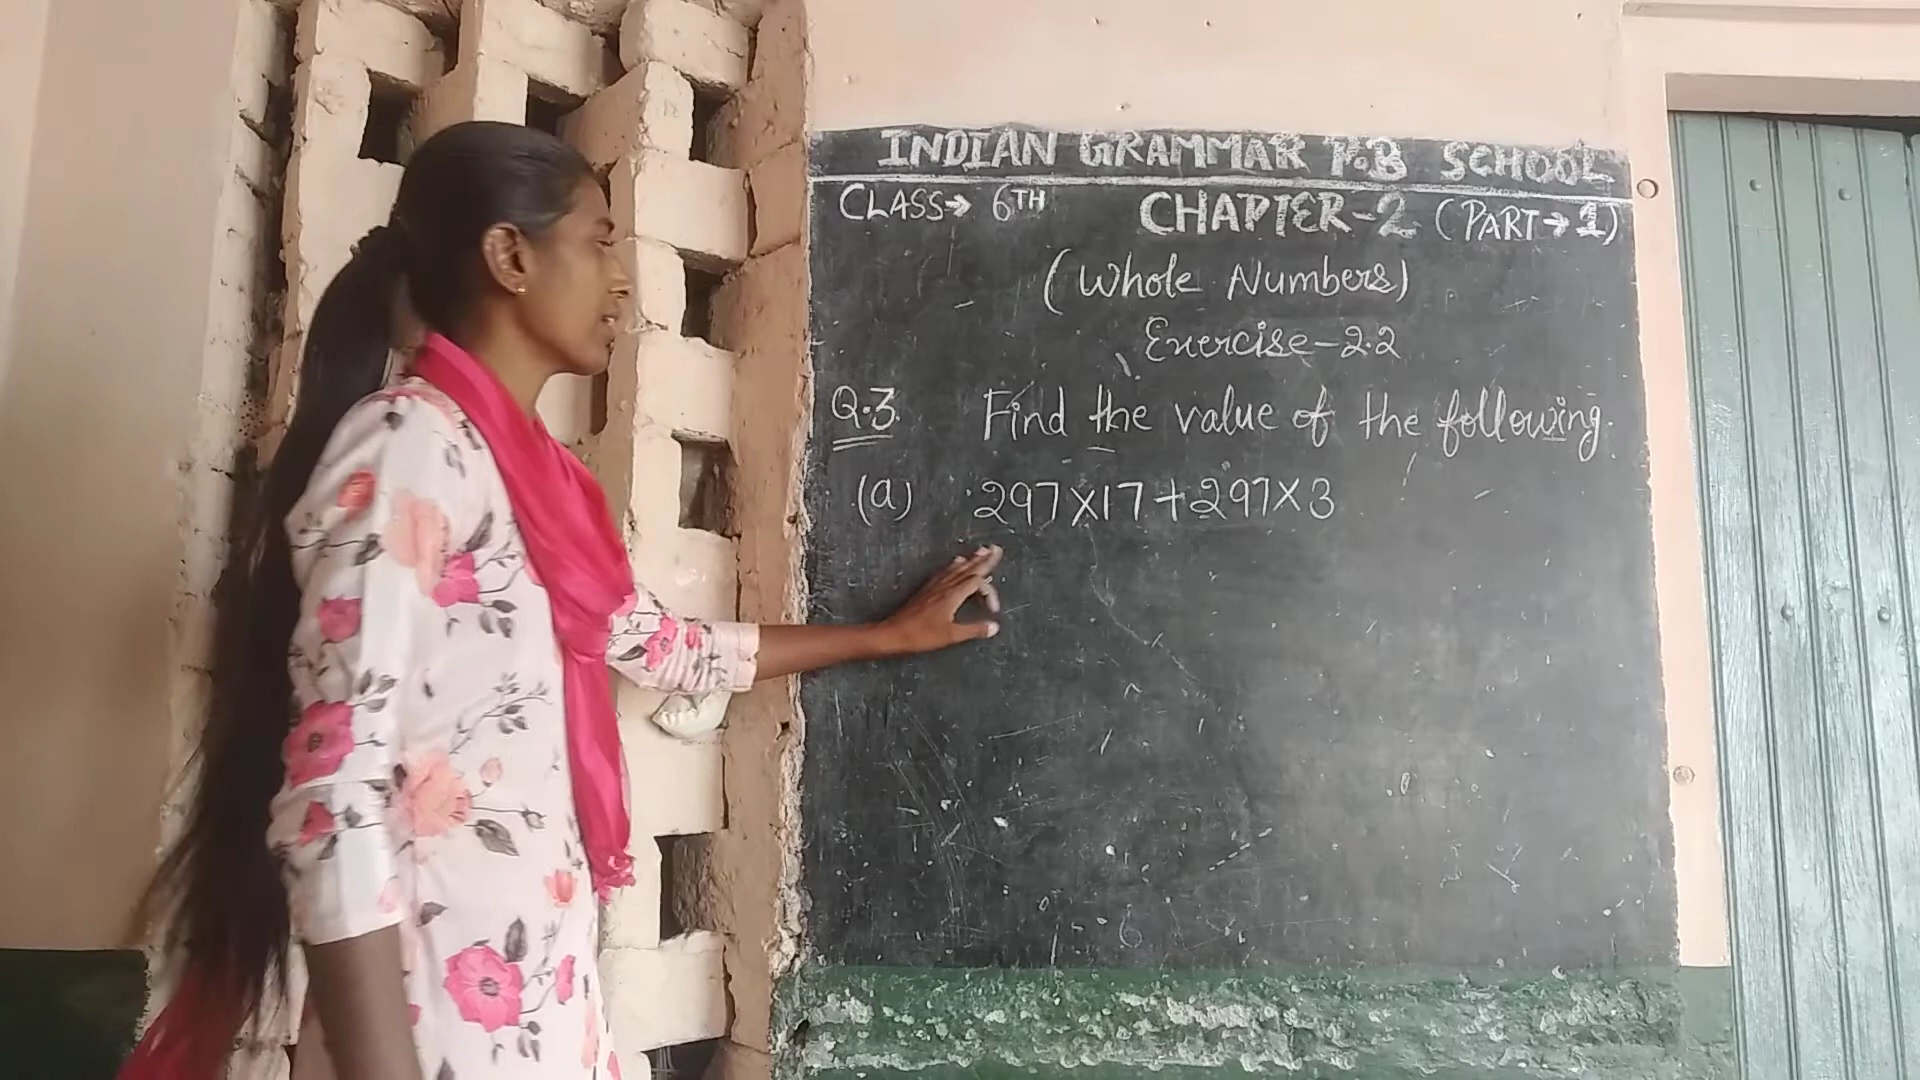 INDIAN GRAMMAR P.B SCHOOL
CLASS→ 6TH CHAPTER-2 (PART→1)
(Whole Numbers)
Exercise-2.2
Q.3. Find the value of the following.
(a) 297×17+297×3